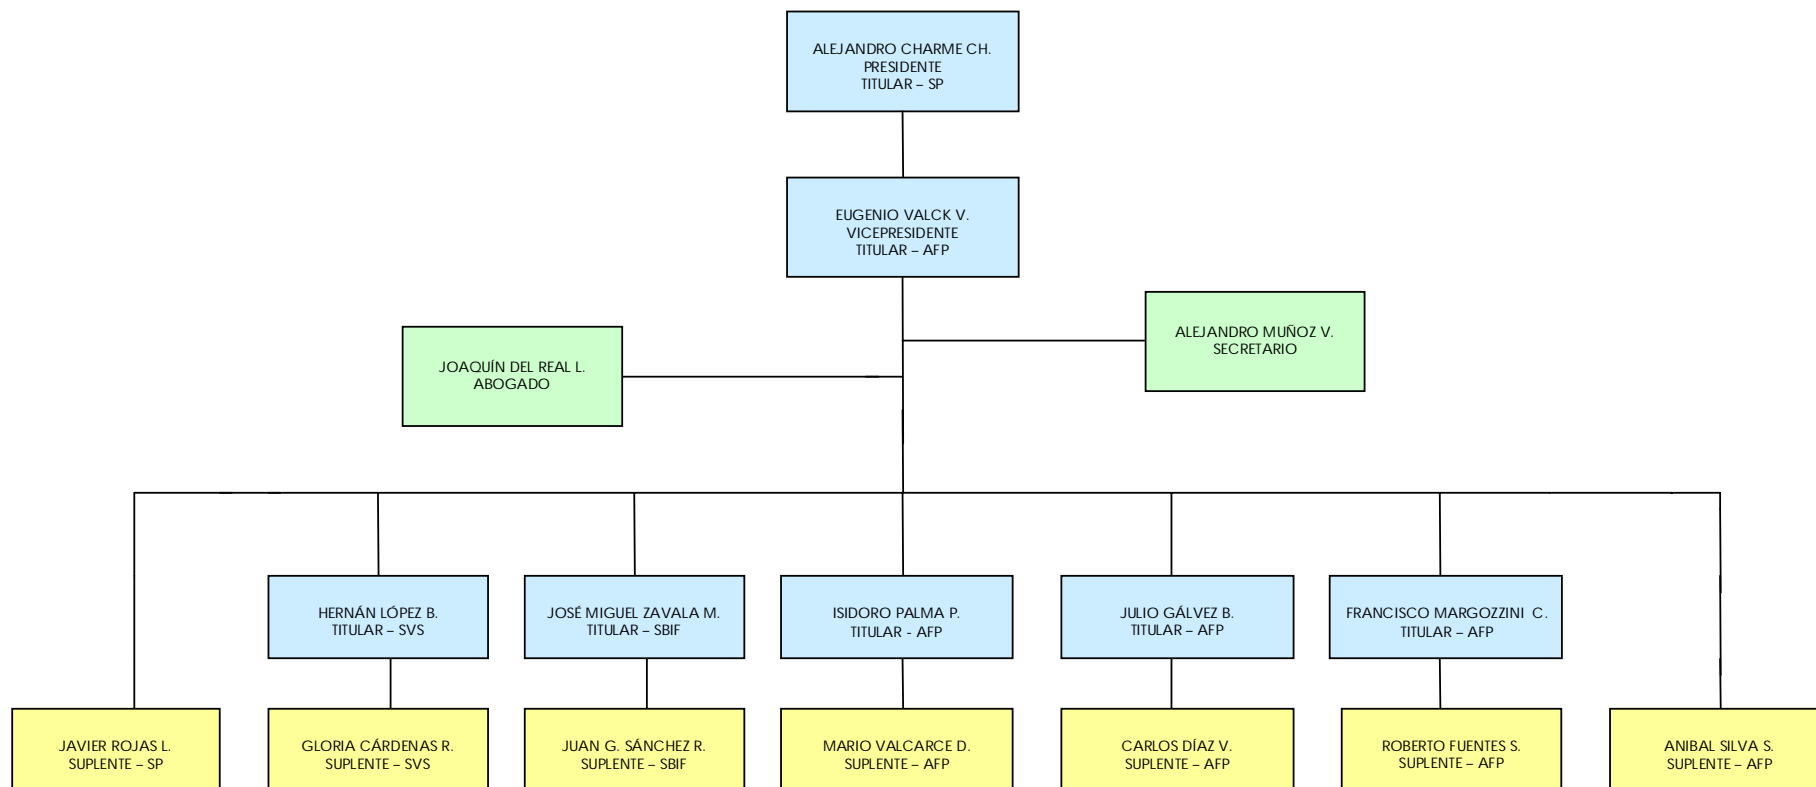 ALEJANDRO CHARME CH.
PRESIDENTE
TITULAR – SP
EUGENIO VALCK V.
VICEPRESIDENTE
TITULAR – AFP
ALEJANDRO MUÑOZ V.
SECRETARIO
JOAQUÍN DEL REAL L.
ABOGADO
HERNÁN LÓPEZ B.
TITULAR – SVS
JOSÉ MIGUEL ZAVALA M.
TITULAR – SBIF
ISIDORO PALMA P.
TITULAR - AFP
JULIO GÁLVEZ B.
TITULAR – AFP
FRANCISCO MARGOZZINI C.
TITULAR – AFP
JAVIER ROJAS L.
SUPLENTE – SP
GLORIA CÁRDENAS R.
SUPLENTE – SVS
JUAN G. SÁNCHEZ R.
SUPLENTE – SBIF
MARIO VALCARCE D.
SUPLENTE – AFP
CARLOS DÍAZ V.
SUPLENTE – AFP
ROBERTO FUENTES S.
SUPLENTE – AFP
ANIBAL SILVA S.
SUPLENTE – AFP